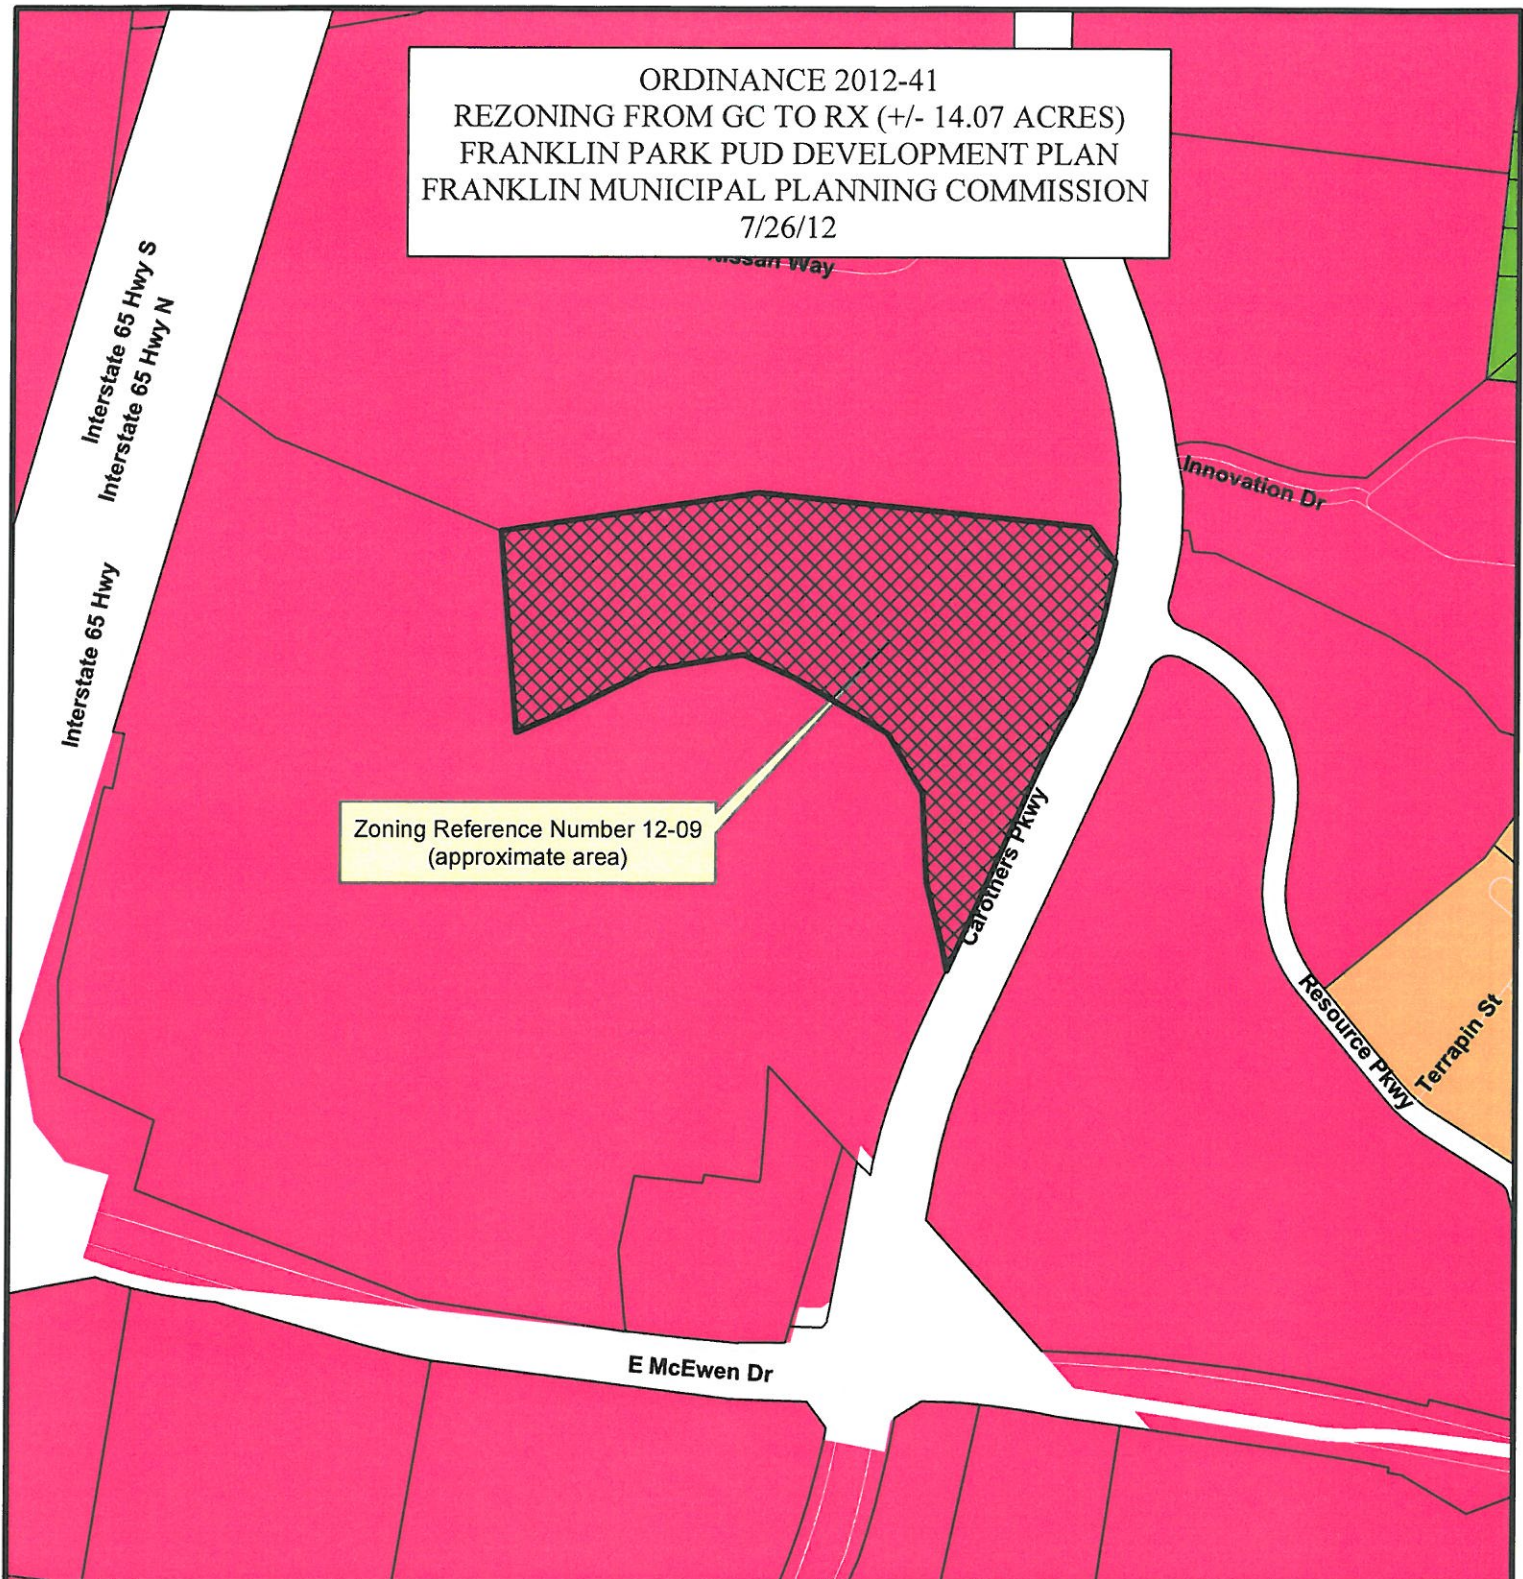 ORDINANCE 2012-41
REZONING FROM GC TO RX (+/- 14.07 ACRES)
FRANKLIN PARK PUD DEVELOPMENT PLAN
FRANKLIN MUNICIPAL PLANNING COMMISSION
7/26/12
Nissan Way
Interstate 65 Hwy S
Interstate 65 Hwy N
Innovation Dr
Interstate 65 Hwy
Zoning Reference Number 12-09
(approximate area)
Carothers Pkwy
Resource Pkwy
Terrapin St
E McEwen Dr